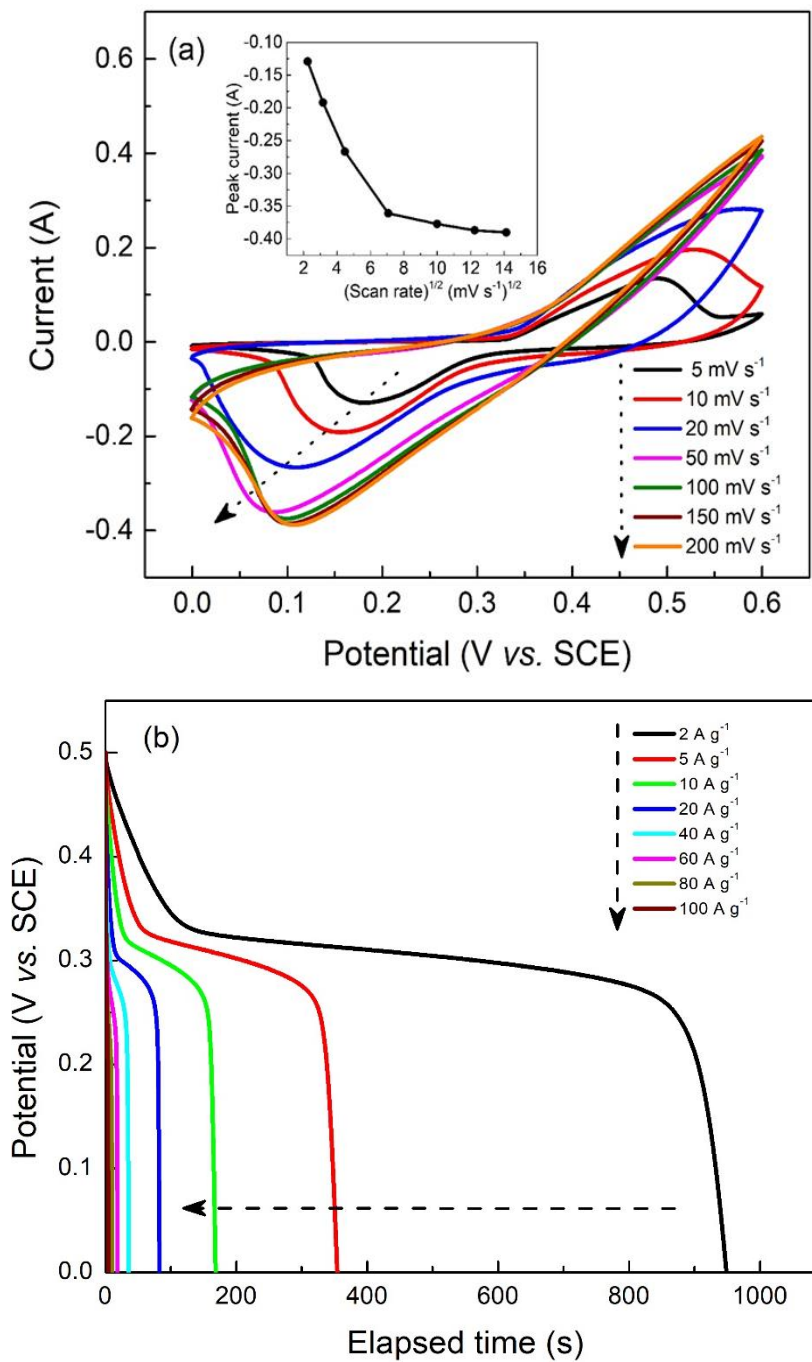 (a)
-0.10
-0.15
-0.20
-0.25
-0.30
-0.35
-0.40
Peak current (A)
2 4 6 8 10 12 14 16
(Scan rate)^1/2 (mV s^-1)^1/2
0.4
0.2
0.0
-0.2
-0.4
Current (A)
5 mV s^-1
10 mV s^-1
20 mV s^-1
50 mV s^-1
100 mV s^-1
150 mV s^-1
200 mV s^-1
0.0 0.1 0.2 0.3 0.4 0.5 0.6
Potential (V vs. SCE)
(b)
0.5
0.4
0.3
0.2
0.1
0.0
Potential (V vs. SCE)
2 A g^-1
5 A g^-1
10 A g^-1
20 A g^-1
40 A g^-1
60 A g^-1
80 A g^-1
100 A g^-1
0 200 400 600 800 1000
Elapsed time (s)